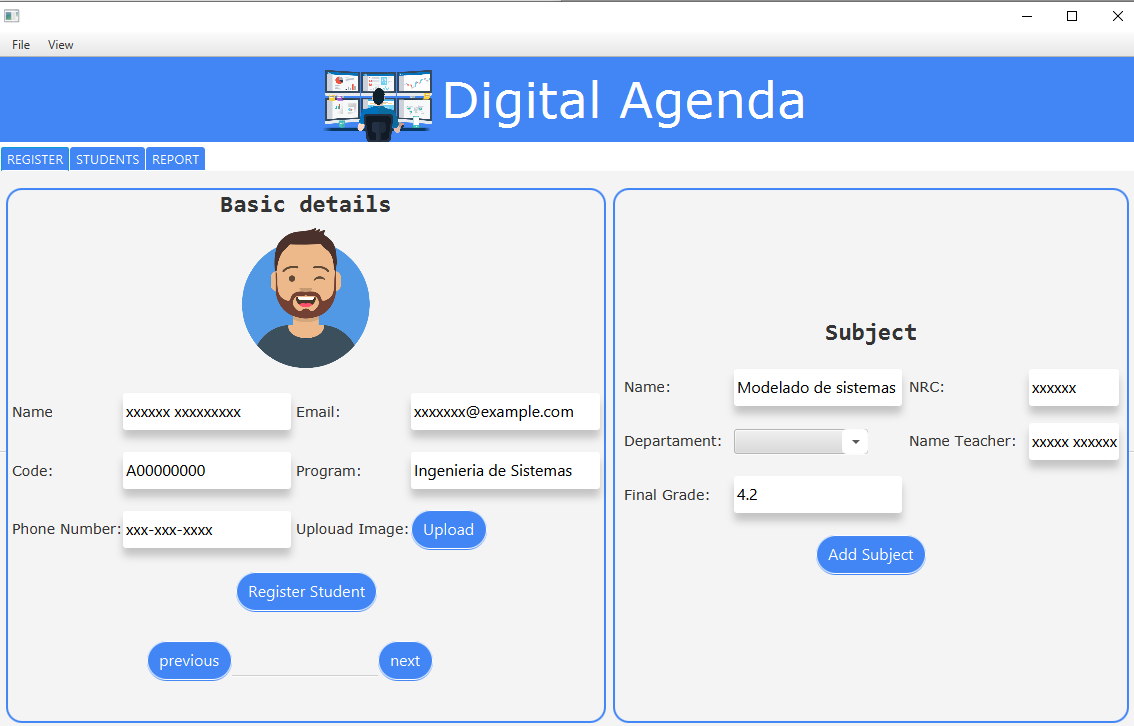 File View
Digital Agenda
REGISTER STUDENTS REPORT
Basic details
Name xxxxxx xxxxxxxxx Email: xxxxxxx@example.com
Code: A00000000 Program: Ingenieria de Sistemas
Phone Number: xxx-xxx-xxxx Uplouad Image: Upload
Register Student
previous next
Subject
Name: Modelado de sistemas NRC: xxxxxx
Departament: Name Teacher: xxxxx xxxxxx
Final Grade: 4.2
Add Subject